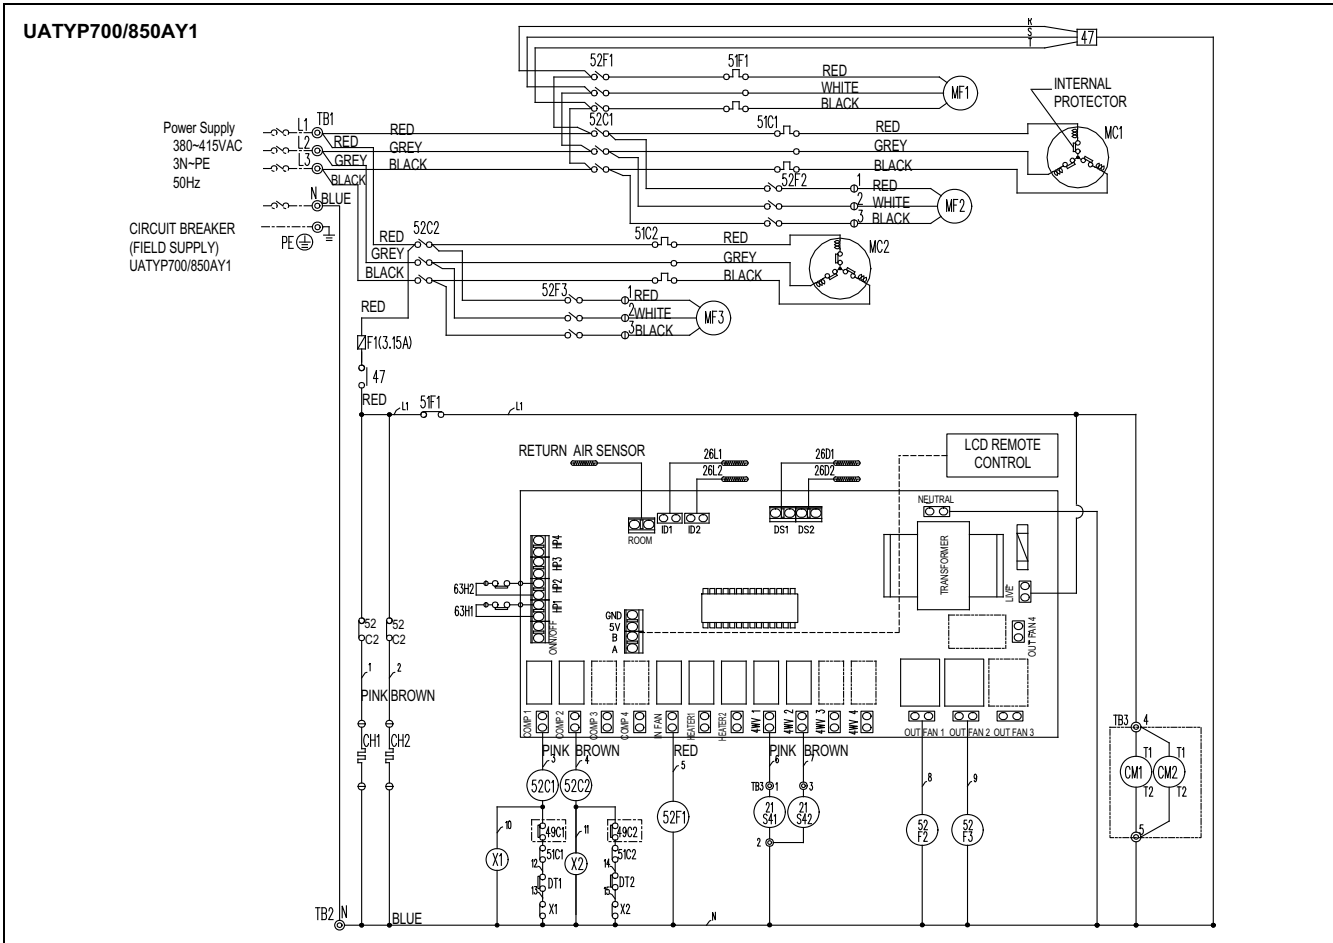 UATYP700/850AY1
R
S
T
47
52F1
51F1
RED
WHITE
BLACK
MF1
INTERNAL
PROTECTOR
Power Supply
380~415VAC
3N~PE
50Hz
L1
L2
L3
TB1
RED
GREY
BLACK
RED
GREY
BLACK
52C1
51C1
RED
GREY
BLACK
MC1
N
BLUE
52F2
1
2
3
RED
WHITE
BLACK
MF2
CIRCUIT BREAKER
(FIELD SUPPLY)
UATYP700/850AY1
PE
RED
GREY
BLACK
52C2
51C2
RED
GREY
BLACK
MC2
52F3
1
2
3
RED
WHITE
BLACK
MF3
RED
F1(3.15A)
47
RED
L1
51F1
L1
RETURN AIR SENSOR
26L1
26L2
26D1
26D2
LCD REMOTE
CONTROL
NEUTRAL
ROOM
ID1
ID2
DS1
DS2
TRANSFORMER
LIVE
HP4
HP3
HP2
HP1
ONN/OFF
63H2
63H1
GND
5V
B
A
OUT FAN 4
52
C2
52
C2
1
2
PINK
BROWN
CH1
CH2
COMP 1
COMP 2
COMP 3
COMP 4
IN FAN
HEATER1
HEATER2
4WV 1
4WV 2
4WV 3
4WV 4
OUT FAN 1
OUT FAN 2
OUT FAN 3
PINK
BROWN
RED
PINK
BROWN
3
4
5
6
7
8
9
TB3
4
T1
T1
CM1
CM2
T2
T2
5
52C1
52C2
52F1
TB3
1
3
21
S41
21
S42
2
52
F2
52
F3
10
X1
49C1
51C1
12
DT1
13
X1
11
X2
49C2
51C2
14
DT2
15
X2
TB2
N
BLUE
N